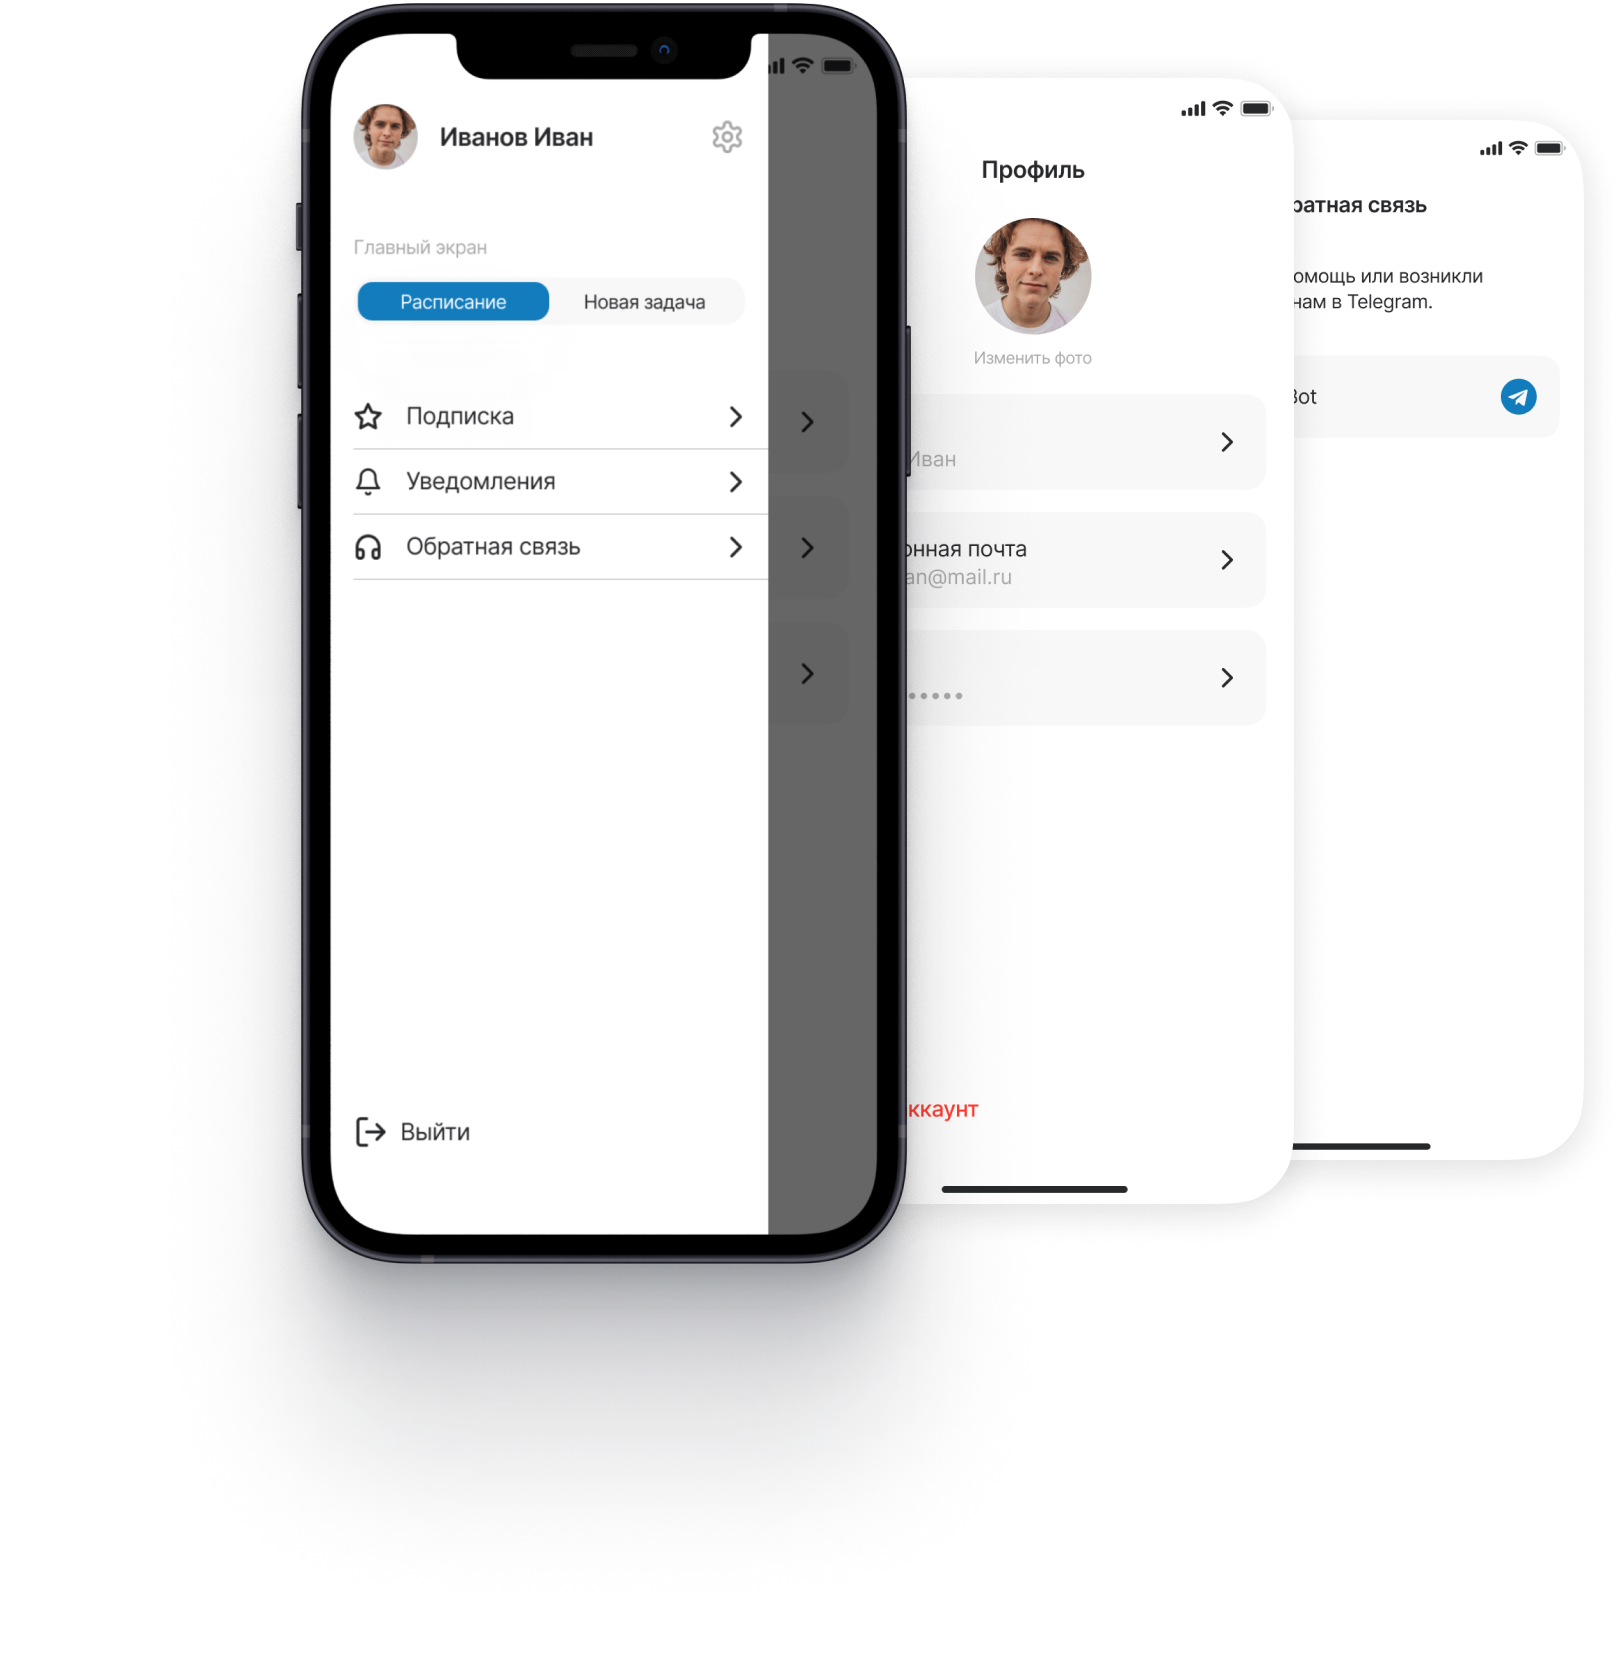 Иванов Иван
Главный экран
Расписание
Новая задача
Подписка
Уведомления
Обратная связь
Выйти
Профиль
Изменить фото
Иван
онная почта
an@mail.ru
ккаунт
ратная связь
омощь или возникли
нам в Telegram.
Bot